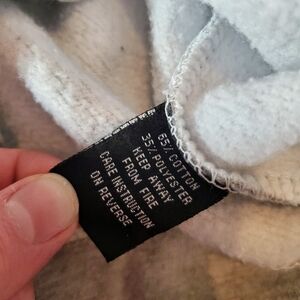 65% COTTON
35% POLYESTER
KEEP AWAY
FROM FIRE
CARE INSTRUCTION
ON REVERSE